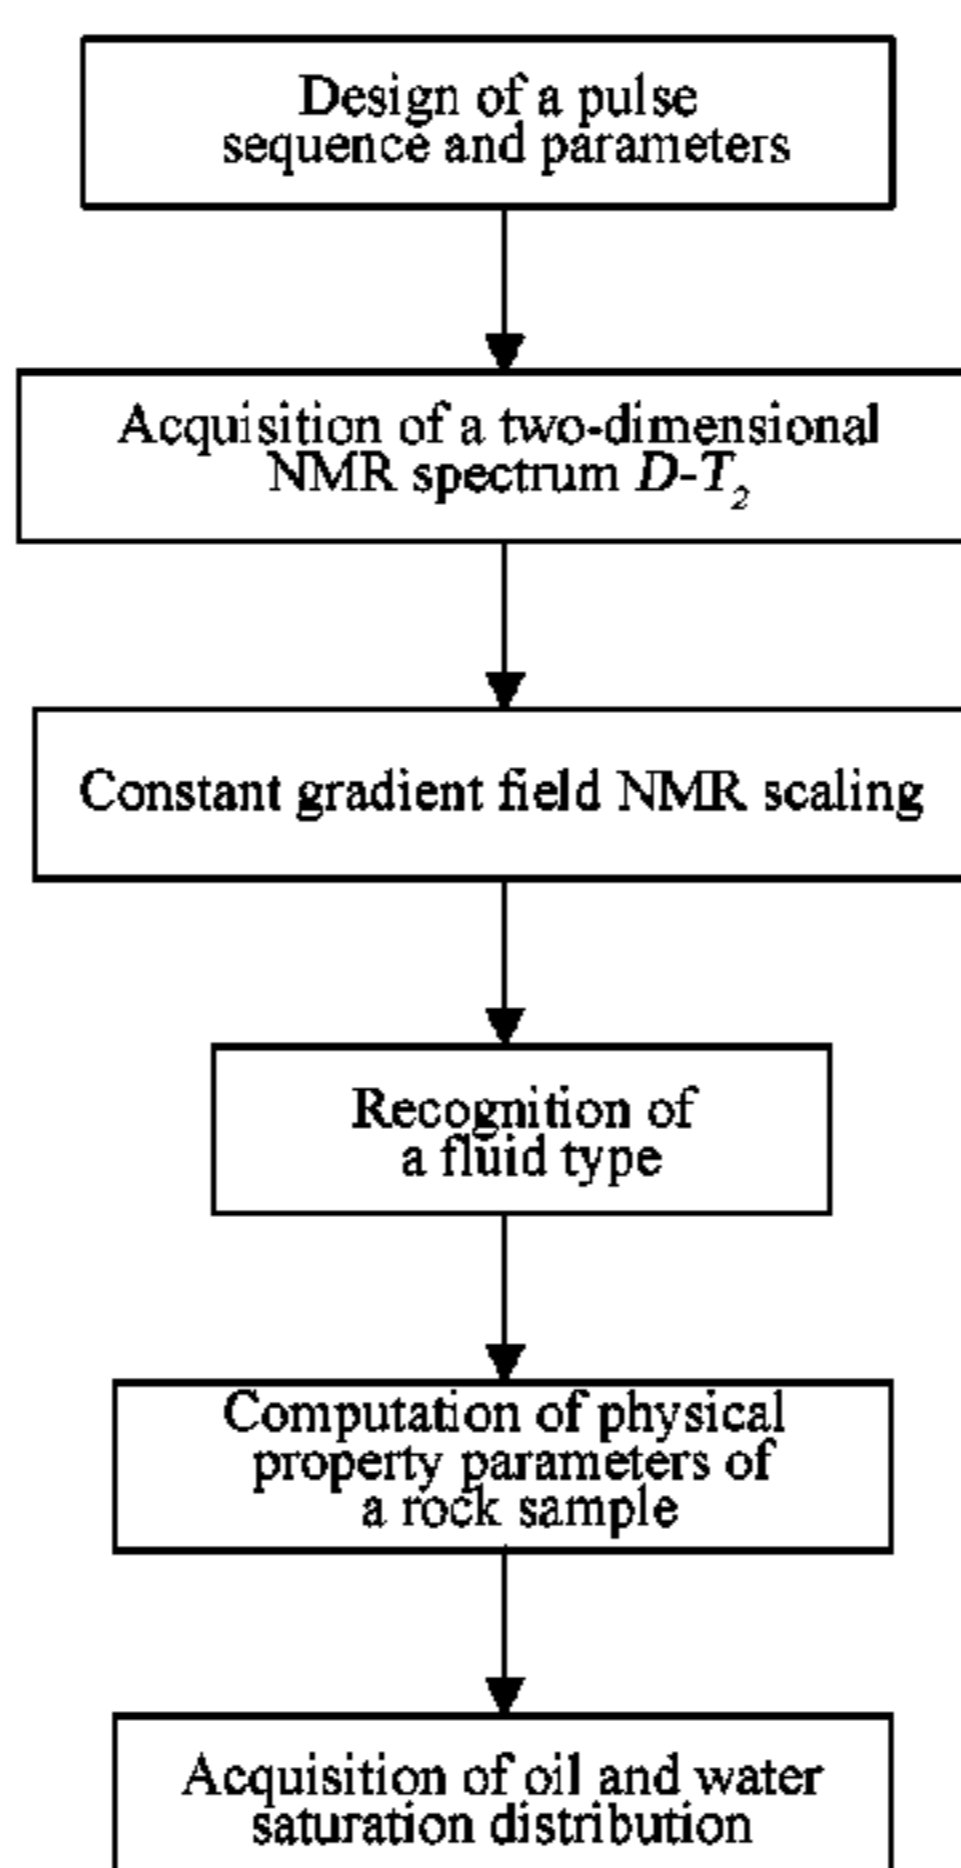 Design of a pulse
sequence and parameters
Acquisition of a two-dimensional
NMR spectrum D-T₂
Constant gradient field NMR scaling
Recognition of
a fluid type
Computation of physical
property parameters of
a rock sample
Acquisition of oil and water
saturation distribution